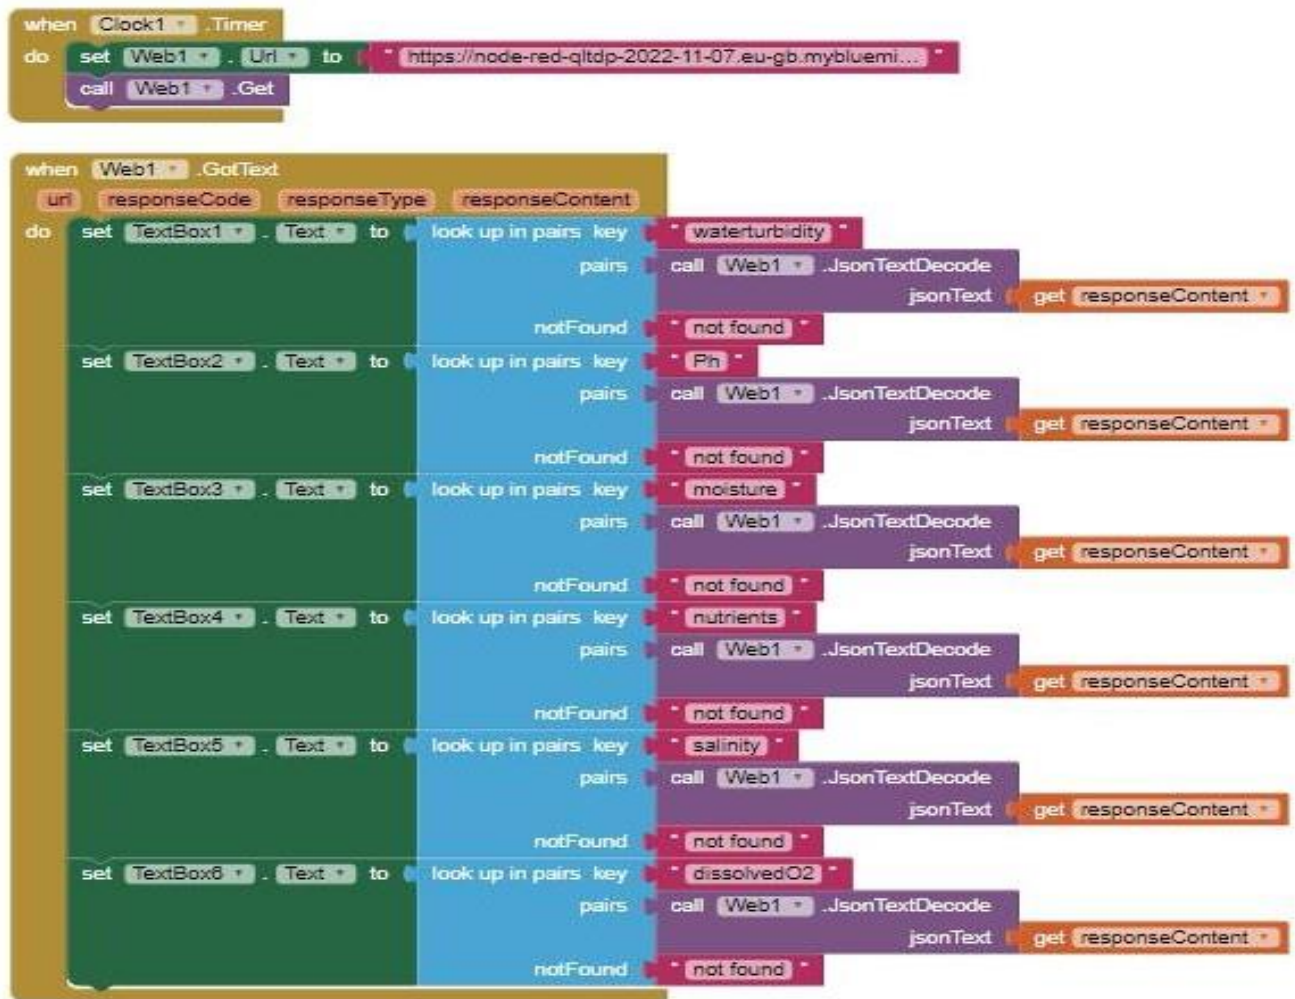 when Clock1 .Timer
do set Web1 . Url to " https://node-red-qltdp-2022-11-07.eu-gb.mybluemi... "
call Web1 .Get
when Web1 .GotText
url responseCode responseType responseContent
do set TextBox1 . Text to look up in pairs key " waterturbidity "
pairs call Web1 .JsonTextDecode
jsonText get responseContent
notFound " not found "
set TextBox2 . Text to look up in pairs key " Ph "
pairs call Web1 .JsonTextDecode
jsonText get responseContent
notFound " not found "
set TextBox3 . Text to look up in pairs key " moisture "
pairs call Web1 .JsonTextDecode
jsonText get responseContent
notFound " not found "
set TextBox4 . Text to look up in pairs key " nutrients "
pairs call Web1 .JsonTextDecode
jsonText get responseContent
notFound " not found "
set TextBox5 . Text to look up in pairs key " salinity "
pairs call Web1 .JsonTextDecode
jsonText get responseContent
notFound " not found "
set TextBox6 . Text to look up in pairs key " dissolvedO2 "
pairs call Web1 .JsonTextDecode
jsonText get responseContent
notFound " not found "